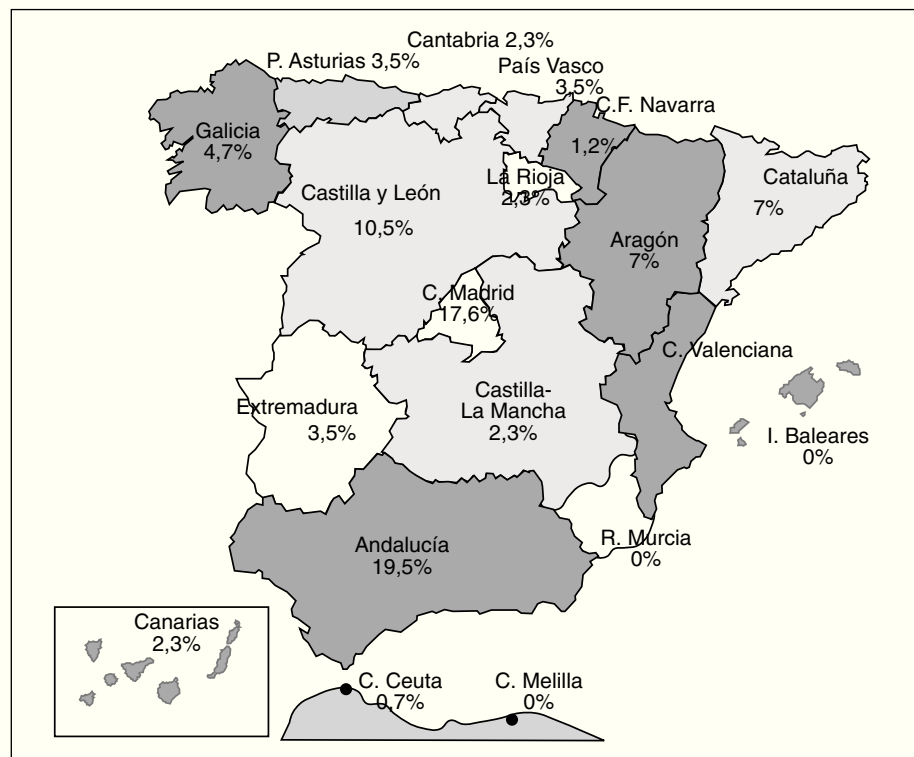 Cantabria 2,3%
P. Asturias 3,5%
País Vasco
3,5%
C.F. Navarra
1,2%
Galicia
4,7%
La Rioja
2,3%
Castilla y León
10,5%
Cataluña
7%
Aragón
7%
C. Madrid
17,6%
C. Valenciana
Extremadura
3,5%
Castilla-
La Mancha
2,3%
I. Baleares
0%
R. Murcia
0%
Andalucía
19,5%
Canarias
2,3%
C. Ceuta
0,7%
C. Melilla
0%